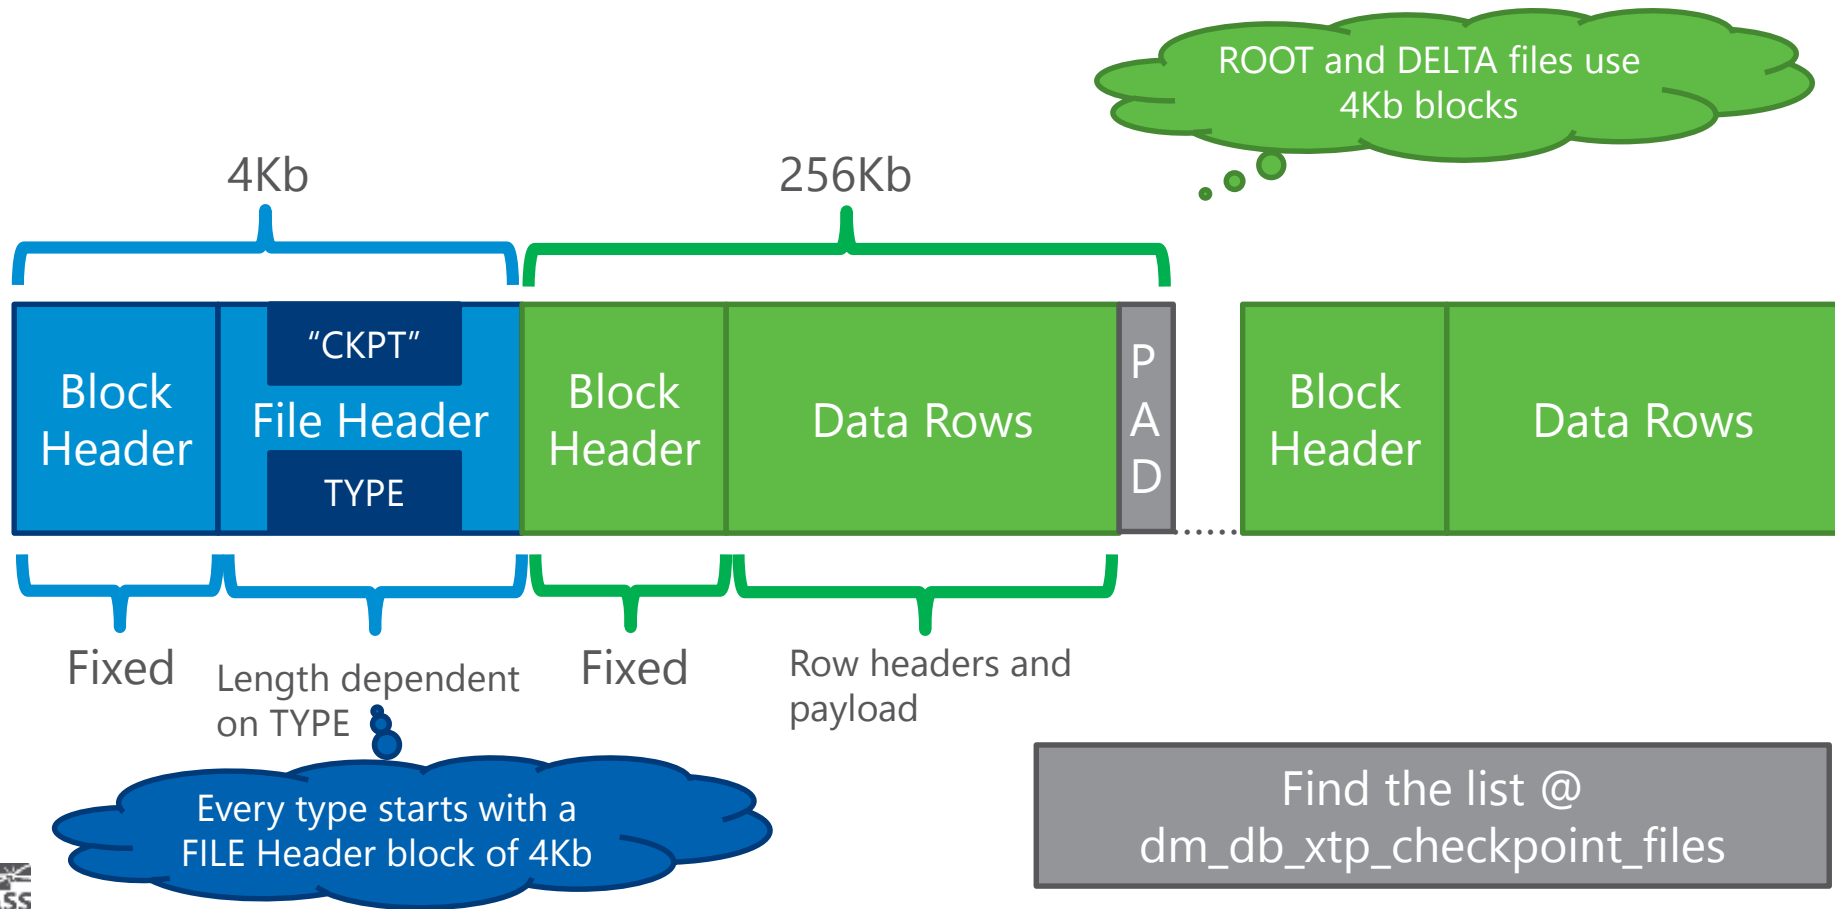 ROOT and DELTA files use
4Kb blocks
4Kb
256Kb
Block
Header
"CKPT"
File Header
TYPE
Block
Header
Data Rows
P
A
D
Block
Header
Data Rows
Fixed
Length dependent
on TYPE
Fixed
Row headers and
payload
Every type starts with a
FILE Header block of 4Kb
Find the list @
dm_db_xtp_checkpoint_files